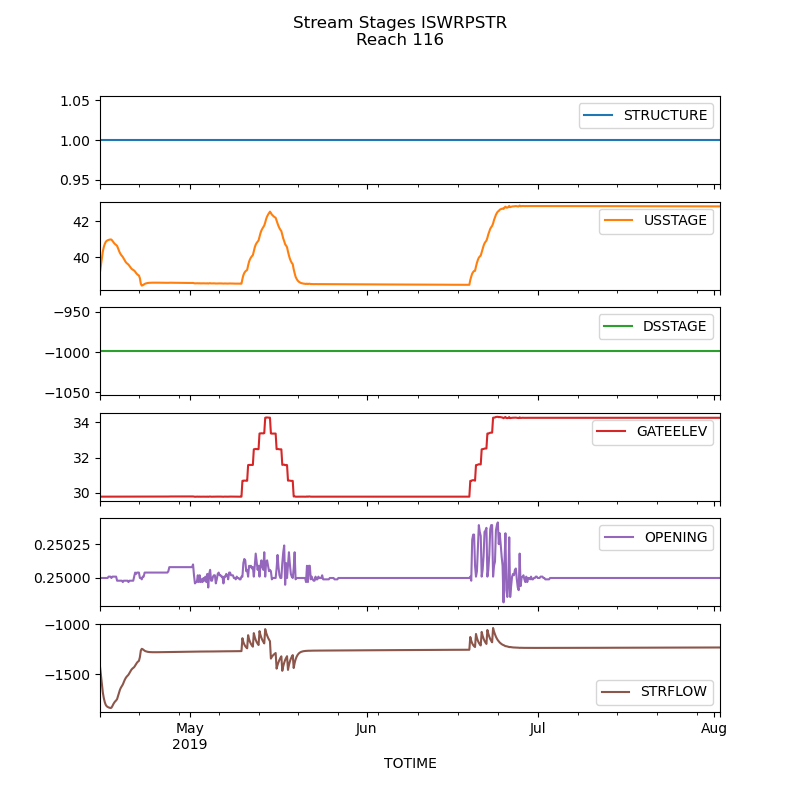 Stream Stages ISWRPSTR
Reach 116
1.05
1.00
0.95
STRUCTURE
42
40
USSTAGE
−950
−1000
−1050
DSSTAGE
34
32
30
GATEELEV
0.25025
0.25000
OPENING
−1000
−1500
STRFLOW
May
2019
Jun
Jul
Aug
TOTIME